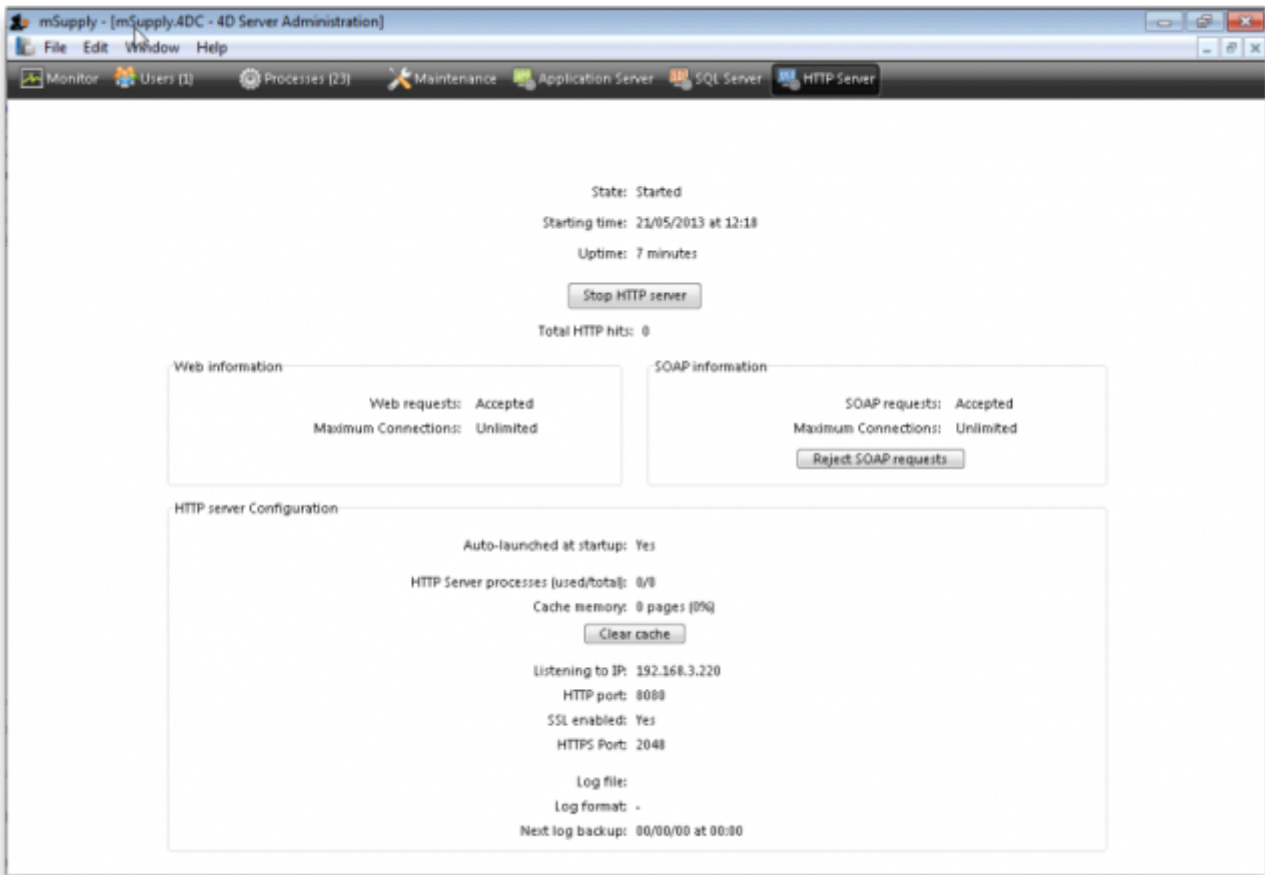 mSupply - [mSupply.4DC - 4D Server Administration]
File Edit Window Help
Monitor Users (1) Processes (23) Maintenance Application Server SQL Server HTTP Server
State: Started
Starting time: 21/05/2013 at 12:18
Uptime: 7 minutes
Stop HTTP server
Total HTTP hits: 0
Web information
Web requests: Accepted
Maximum Connections: Unlimited
SOAP information
SOAP requests: Accepted
Maximum Connections: Unlimited
Reject SOAP requests
HTTP server Configuration
Auto-launched at startup: Yes
HTTP Server processes (used/total): 0/0
Cache memory: 0 pages (0%)
Clear cache
Listening to IP: 192.168.3.220
HTTP port: 8080
SSL enabled: Yes
HTTPS Port: 2048
Log file:
Log format: -
Next log backup: 00/00/00 at 00:00